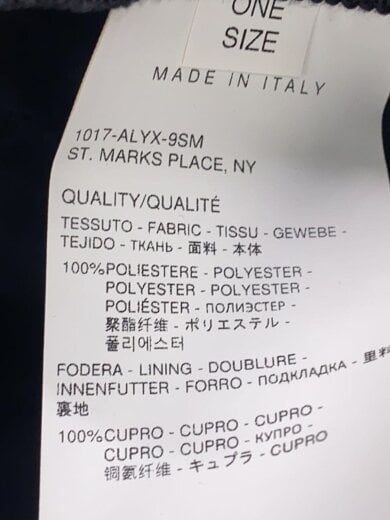 ONE
SIZE
MADE IN ITALY
1017-ALYX-9SM
ST. MARKS PLACE, NY
QUALITY/QUALITÉ
TESSUTO - FABRIC - TISSU - GEWEBE -
TEJIDO - ТКАНЬ - 面料 - 本体
100%POLIESTERE - POLYESTER -
POLYESTER - POLYESTER -
POLIÉSTER - ПОЛИЭСТЕР -
聚酯纤维 - ポリエステル -
폴리에스터
FODERA - LINING - DOUBLURE -
INNENFUTTER - FORRO - ПОДКЛАДКА - 里料
裏地
100%CUPRO - CUPRO - CUPRO -
CUPRO - CUPRO - КУПРО -
铜氨纤维 - キュプラ - CUPRO